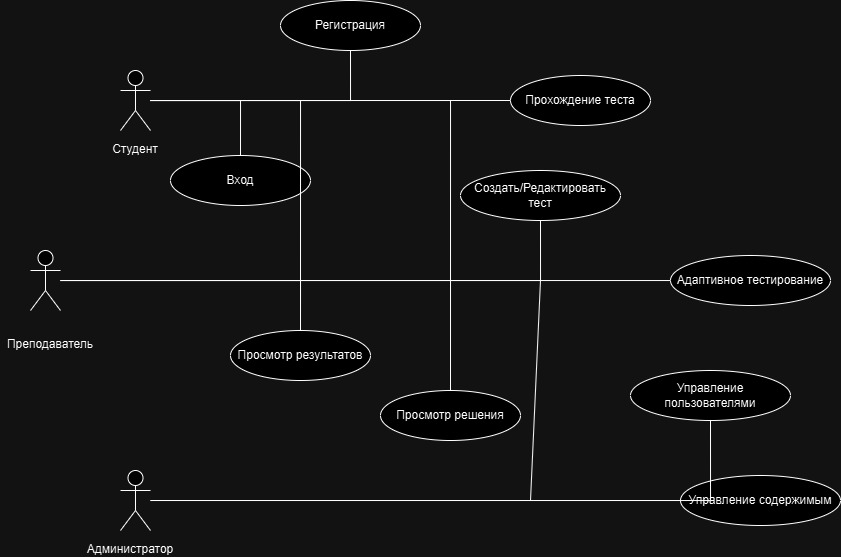 Регистрация
Прохождение теста
Студент
Вход
Создать/Редактировать
тест
Адаптивное тестирование
Преподаватель
Просмотр результатов
Управление
пользователями
Просмотр решения
Управление содержимым
Администратор